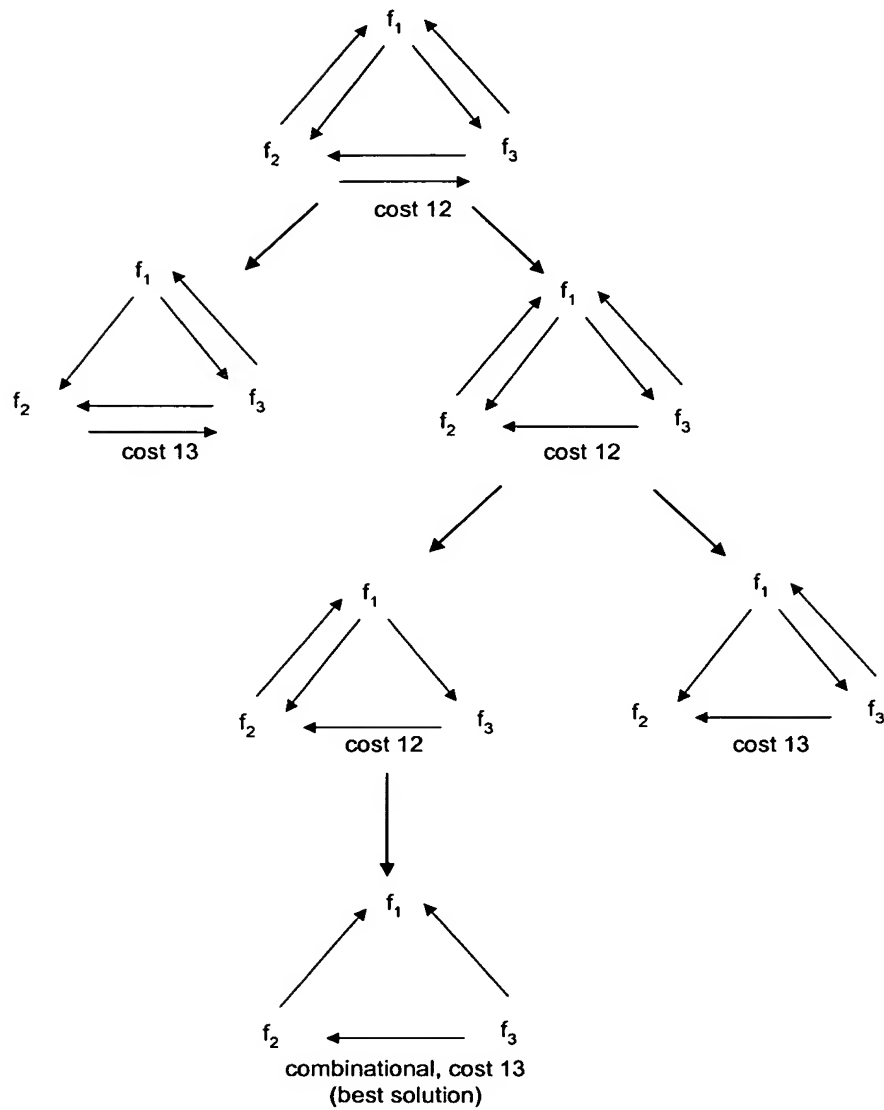 f₁
f₂ f₃
cost 12
f₁
f₂ f₃
cost 13
f₁
f₂ f₃
cost 12
f₁
f₂ f₃
cost 12
f₁
f₂ f₃
cost 13
f₁
f₂ f₃
combinational, cost 13
(best solution)